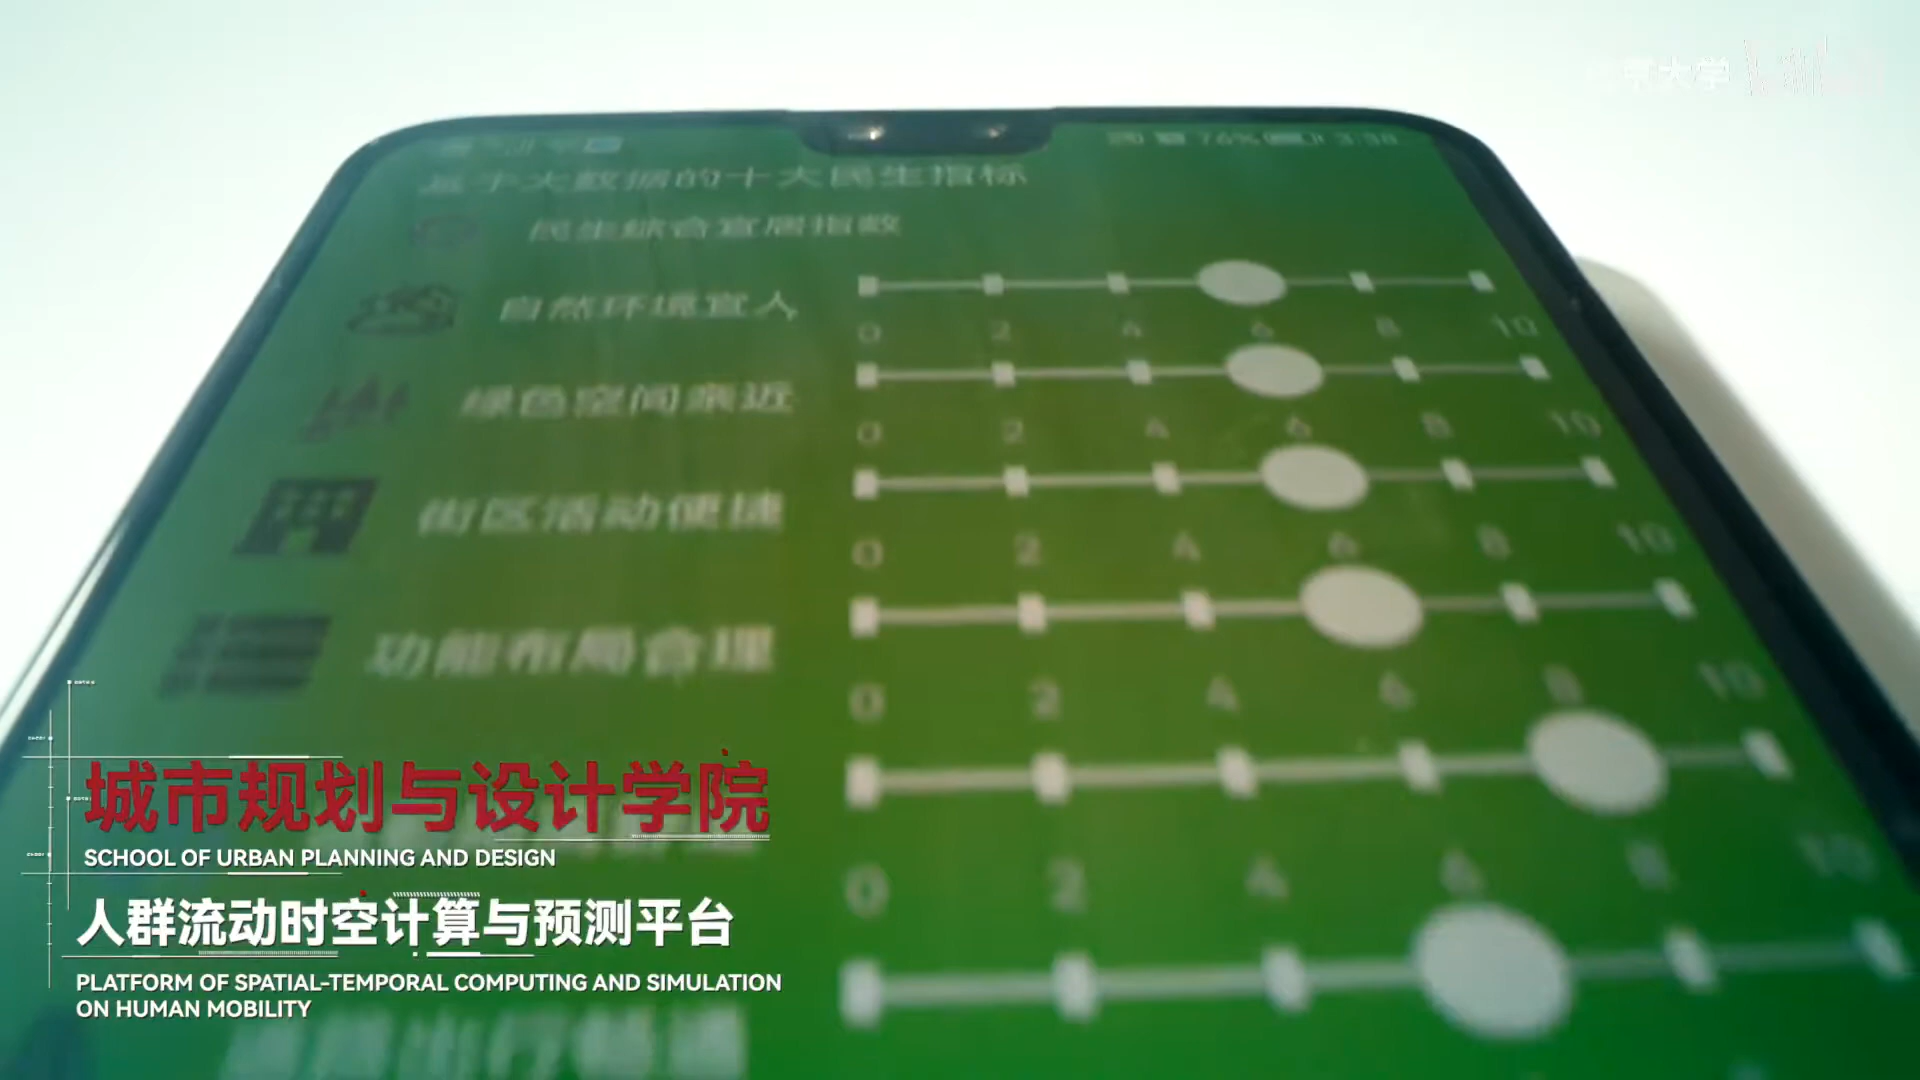 大学
76% 3:38
基于大数据的十大民生指标
民生综合宜居指数
自然环境宜人
0 2 4 6 8 10
绿色空间亲近
0 2 4 6 8 10
街区活动便捷
0 2 4 6 8 10
功能布局合理
0 2 4 6 8 10
城市规划与设计学院
SCHOOL OF URBAN PLANNING AND DESIGN
0 2 4 6 8 10
人群流动时空计算与预测平台
PLATFORM OF SPATIAL-TEMPORAL COMPUTING AND SIMULATION
ON HUMAN MOBILITY